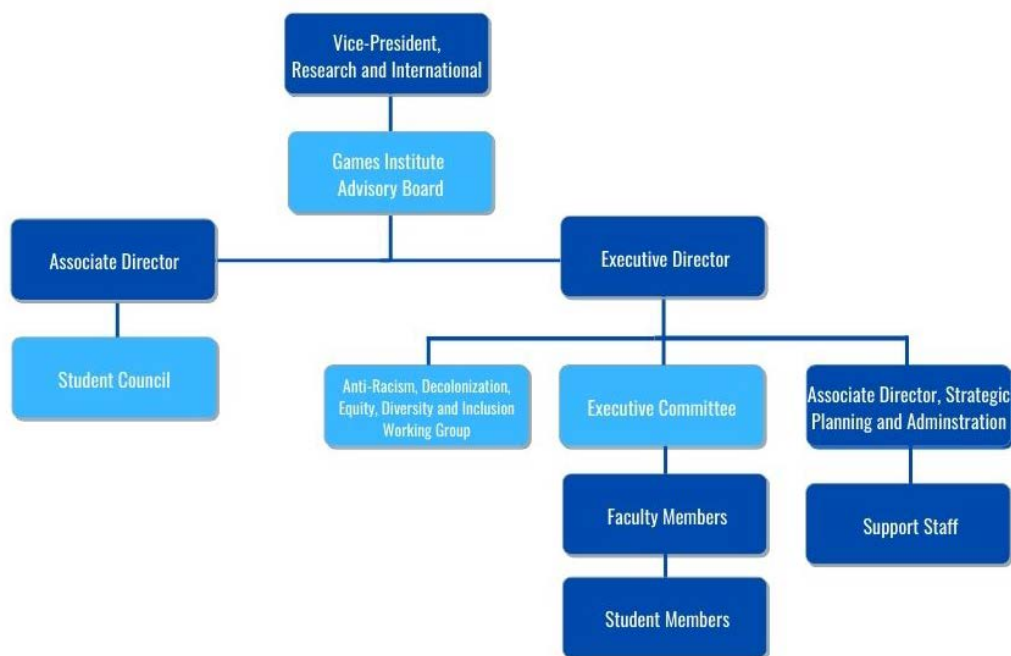 Vice-President,
Research and International
Games Institute
Advisory Board
Associate Director
Executive Director
Student Council
Anti-Racism, Decolonization,
Equity, Diversity and Inclusion
Working Group
Executive Committee
Associate Director, Strategic
Planning and Adminstration
Faculty Members
Support Staff
Student Members